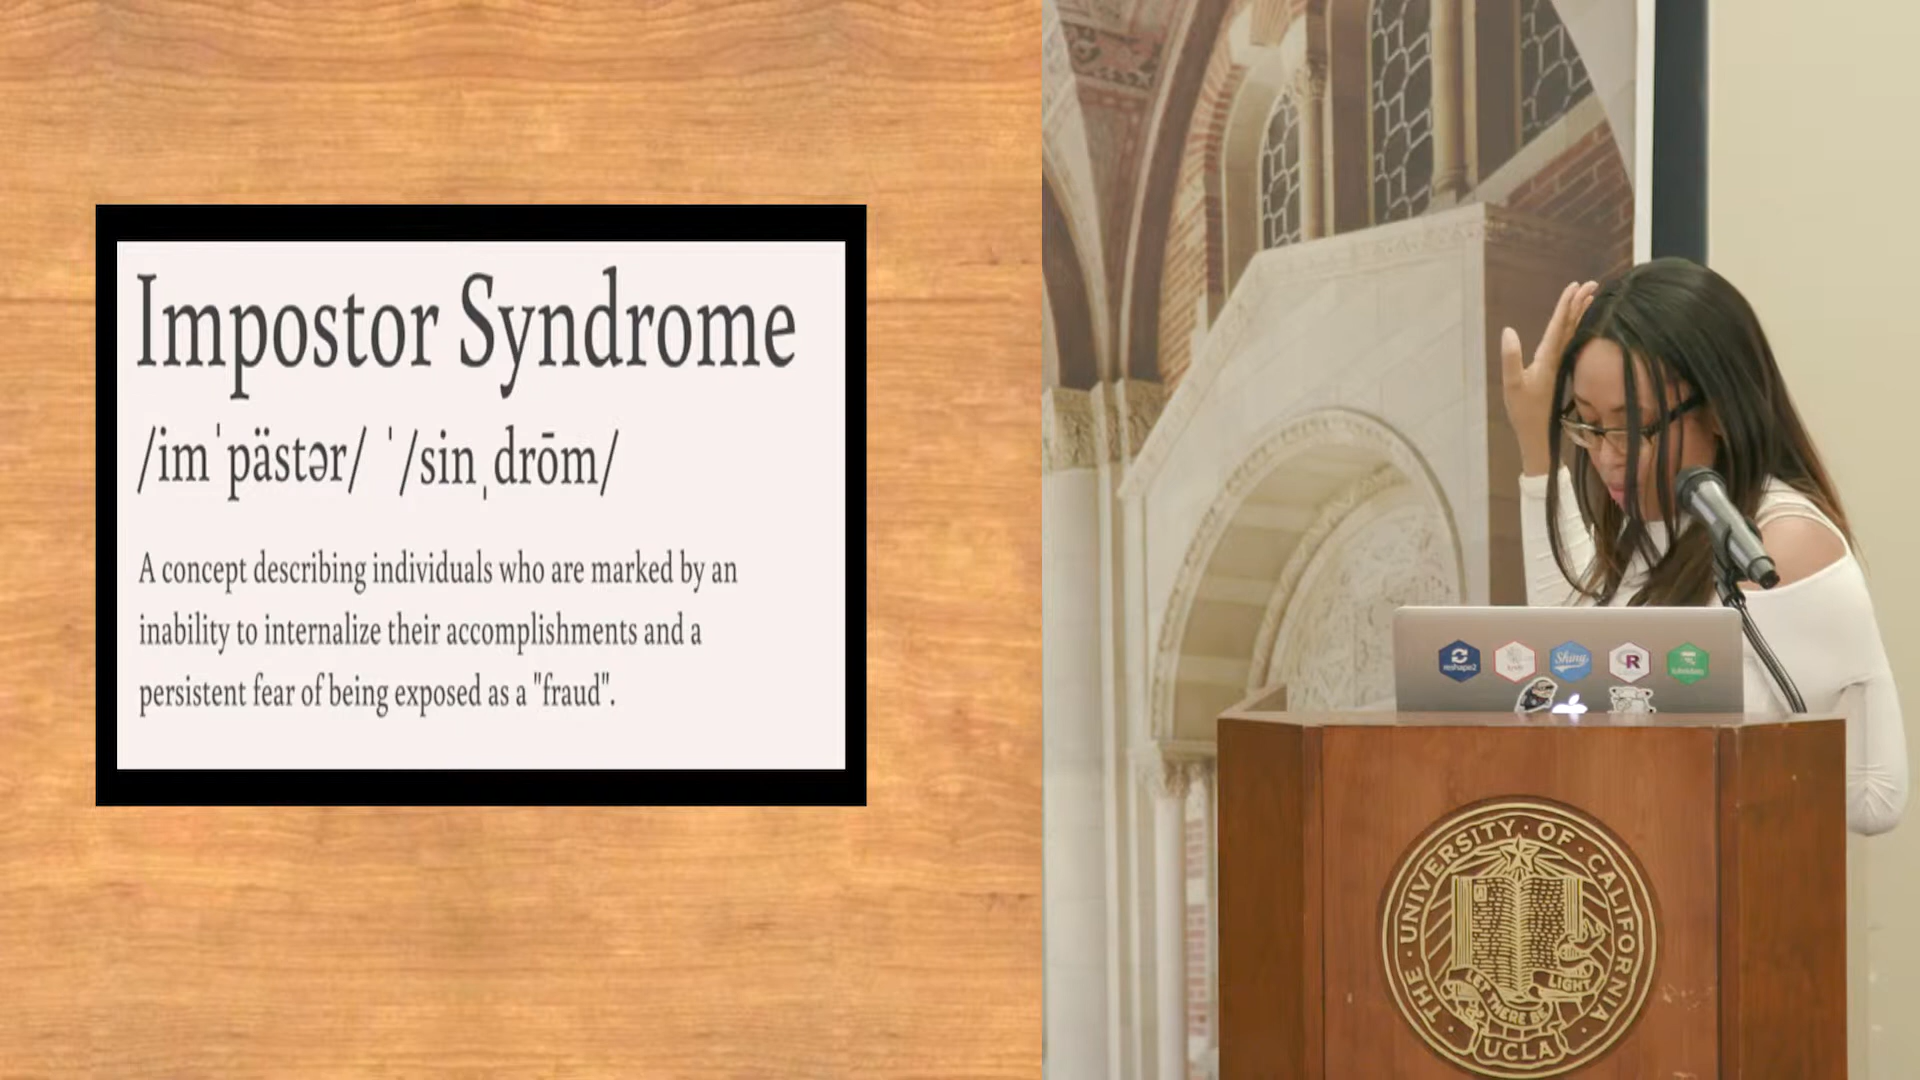 Impostor Syndrome
/imˈpästər/ ˈ/sinˌdrōm/
A concept describing individuals who are marked by an
inability to internalize their accomplishments and a
persistent fear of being exposed as a "fraud".
reshape2
Shiny
R
THE · UNIVERSITY · OF · CALIFORNIA ·
LET THERE BE
LIGHT
UCLA